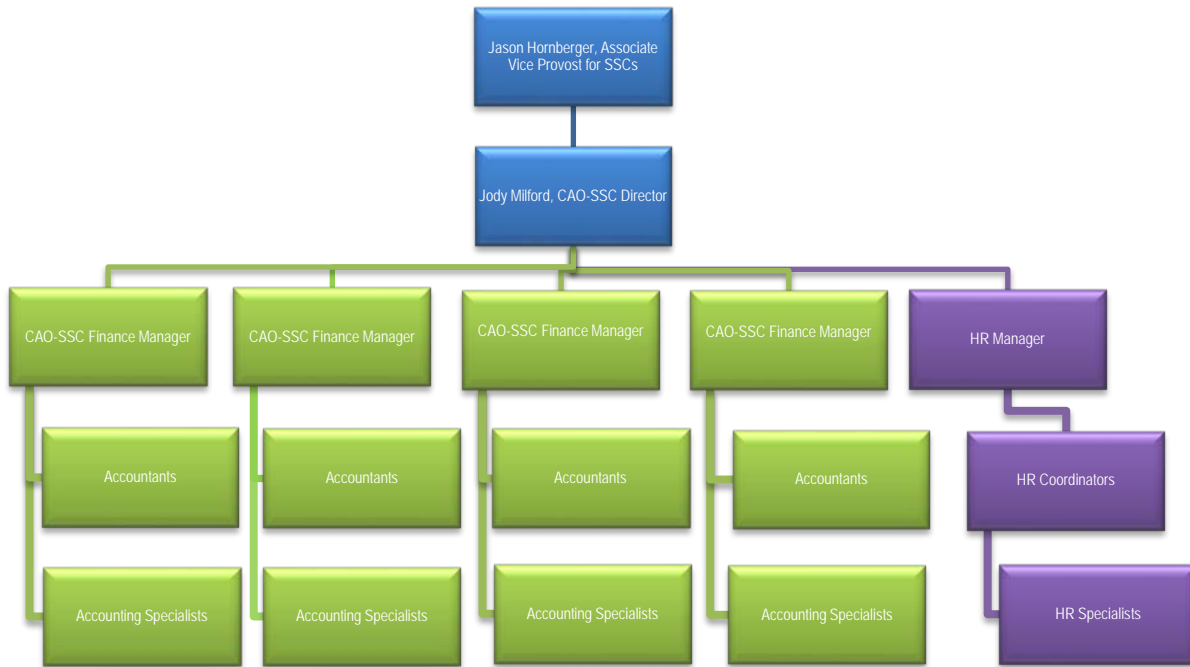 Jason Hornberger, Associate
Vice Provost for SSCs
Jody Milford, CAO-SSC Director
CAO-SSC Finance Manager
CAO-SSC Finance Manager
CAO-SSC Finance Manager
CAO-SSC Finance Manager
HR Manager
Accountants
Accountants
Accountants
Accountants
HR Coordinators
Accounting Specialists
Accounting Specialists
Accounting Specialists
Accounting Specialists
HR Specialists